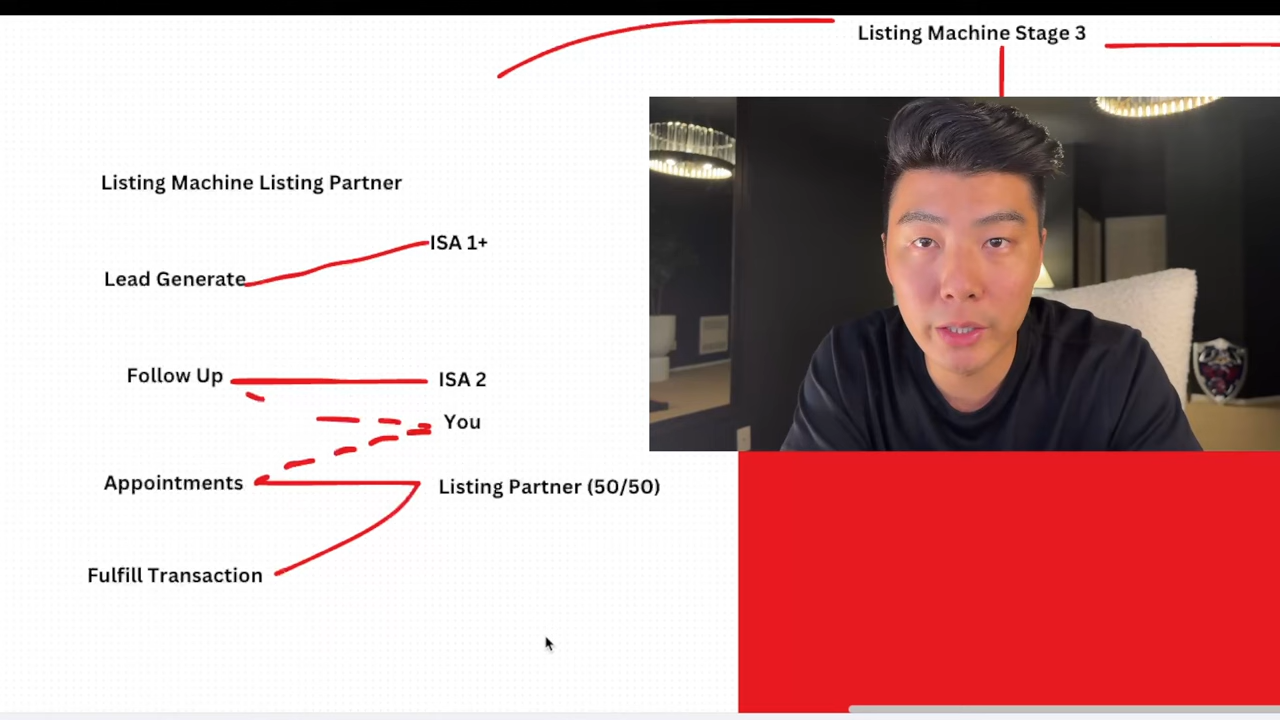 Listing Machine Stage 3
Listing Machine Listing Partner
ISA 1+
Lead Generate
Follow Up
ISA 2
You
Appointments
Listing Partner (50/50)
Fulfill Transaction